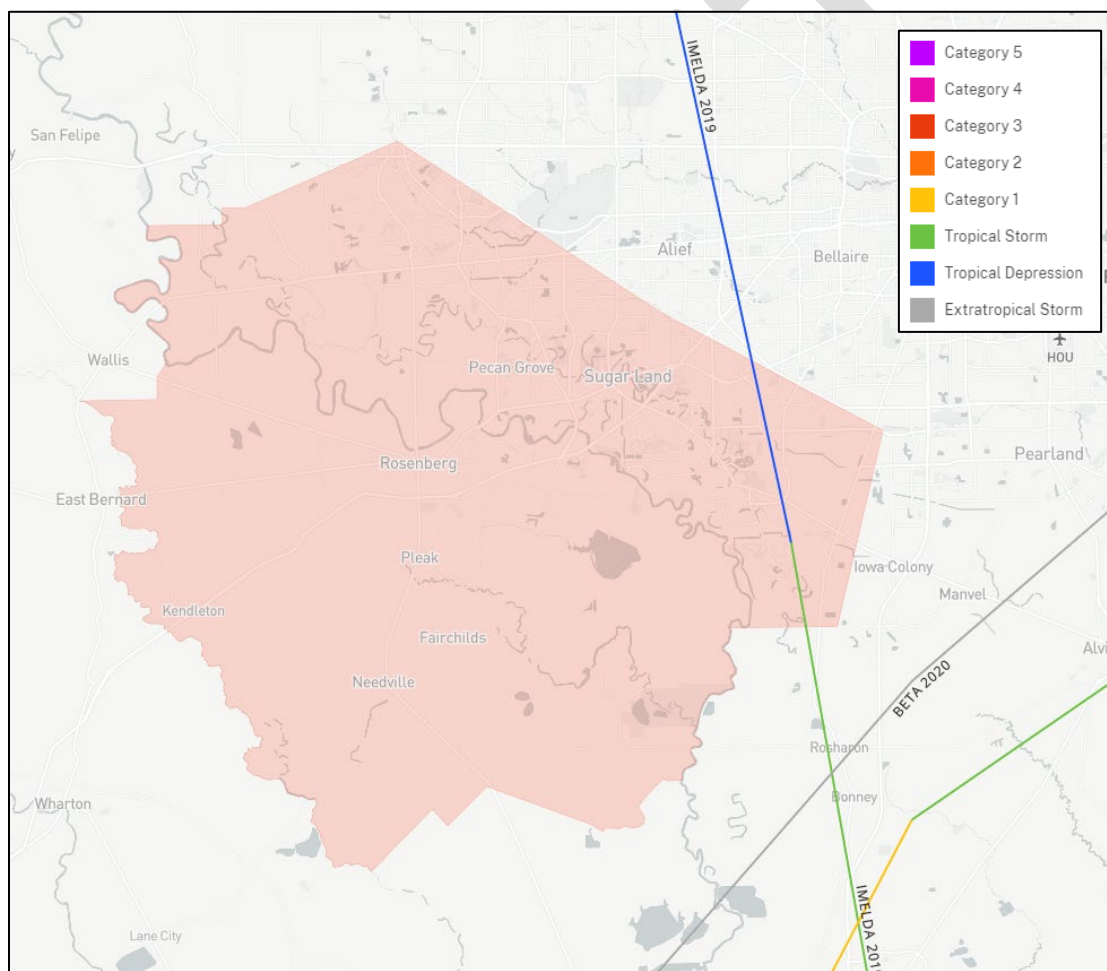 Category 5
Category 4
Category 3
Category 2
Category 1
Tropical Storm
Tropical Depression
Extratropical Storm
IMELDA 2019
San Felipe
Alief
Bellaire
HOU
Wallis
Pecan Grove
Sugar Land
Rosenberg
Pearland
East Bernard
Pleak
Iowa Colony
Manvel
Kendleton
Fairchilds
Needville
BETA 2020
Rosharon
Wharton
Bonney
IMELDA 201
Lane City